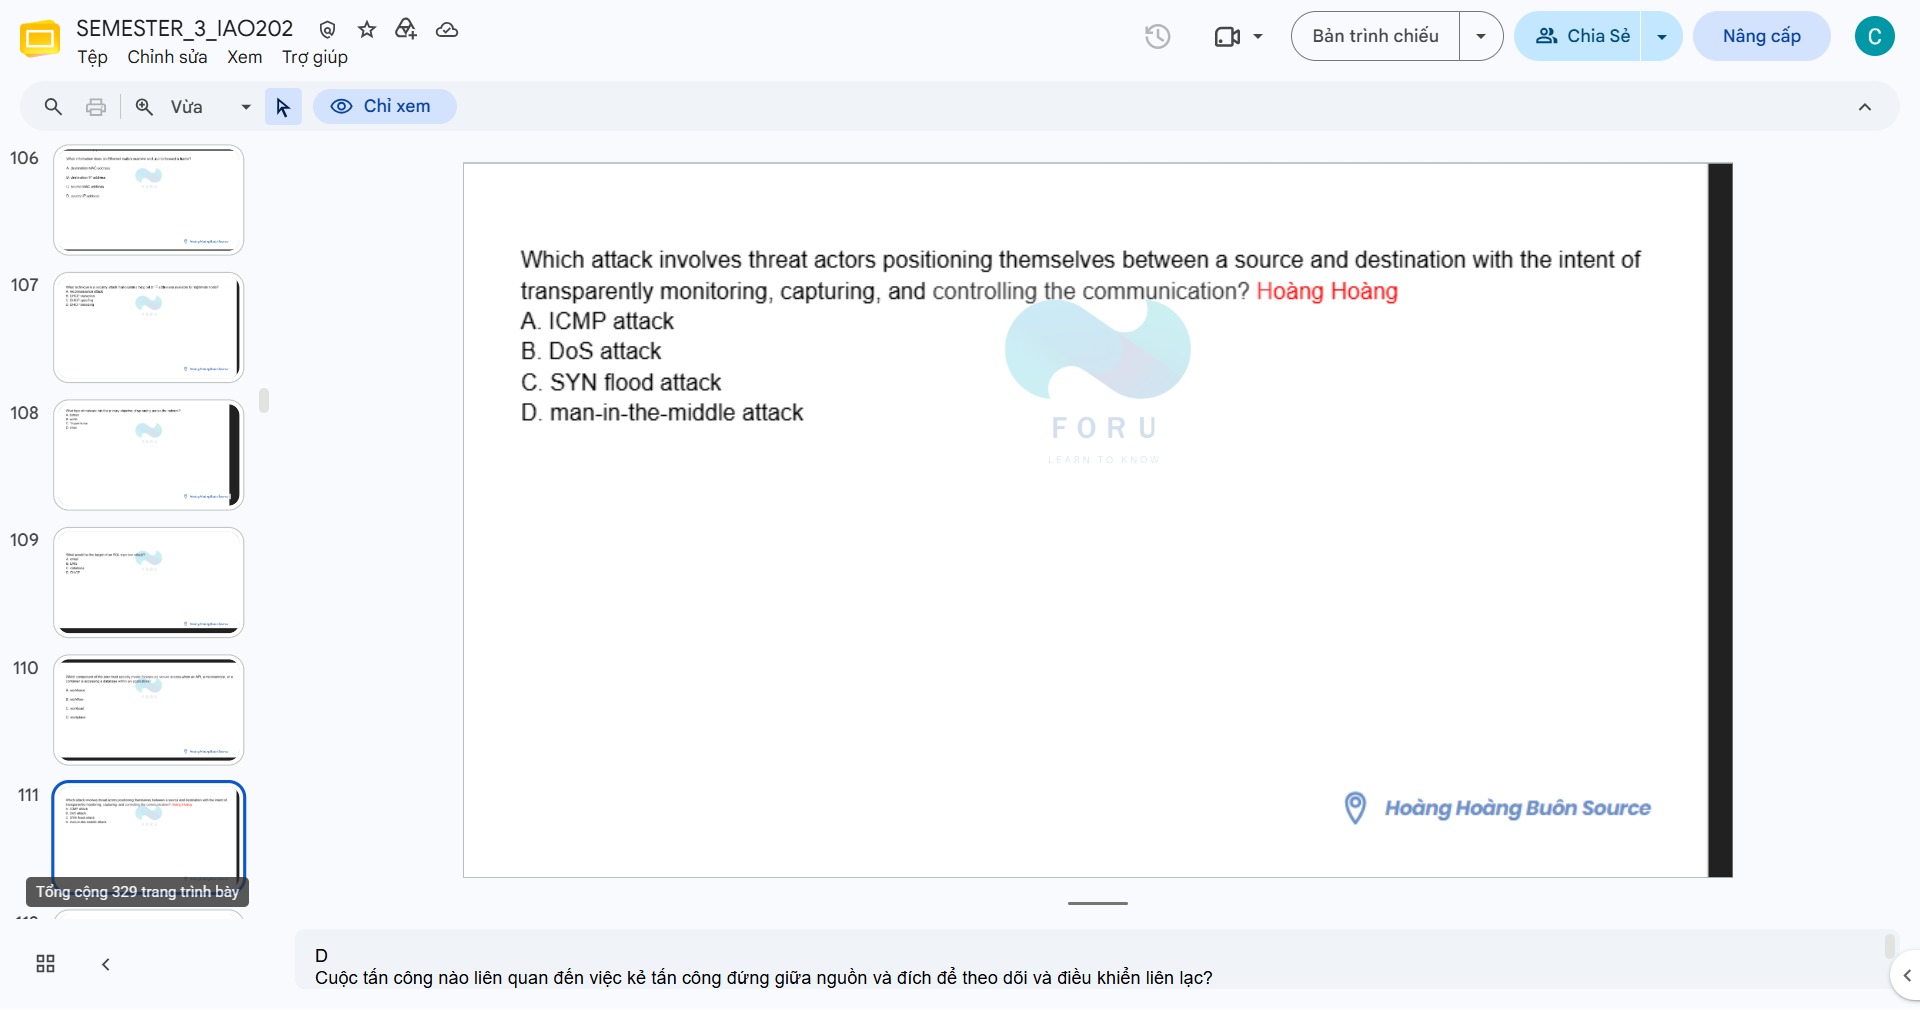 SEMESTER_3_IAO202
Tệp Chỉnh sửa Xem Trợ giúp
Bản trình chiếu
Chia Sẻ
Nâng cấp
C
Vừa
Chỉ xem
106
107
108
109
110
111
Tổng cộng 329 trang trình bày
Which attack involves threat actors positioning themselves between a source and destination with the intent of
transparently monitoring, capturing, and controlling the communication? Hoàng Hoàng
A. ICMP attack
B. DoS attack
C. SYN flood attack
D. man-in-the-middle attack
FORU
LEARN TO KNOW
Hoàng Hoàng Buôn Source
D
Cuộc tấn công nào liên quan đến việc kẻ tấn công đứng giữa nguồn và đích để theo dõi và điều khiển liên lạc?